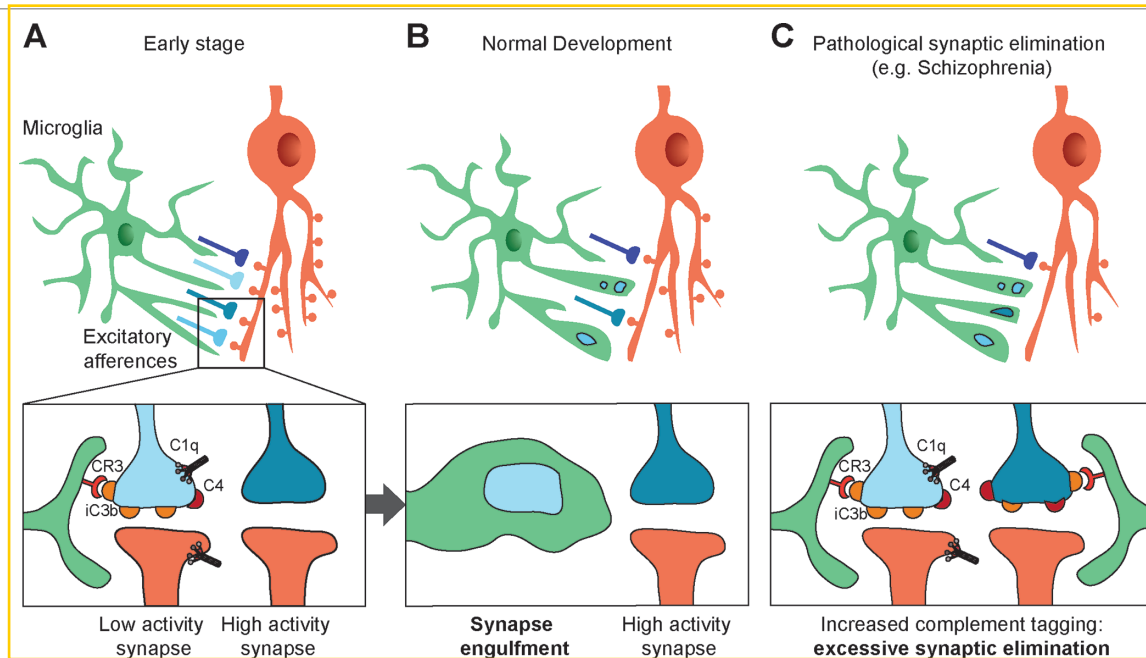 A
Early stage
B
Normal Development
C
Pathological synaptic elimination
(e.g. Schizophrenia)
Microglia
Excitatory
afferences
C1q
CR3
C4
iC3b
C1q
CR3
C4
iC3b
Low activity
synapse
High activity
synapse
Synapse
engulfment
High activity
synapse
Increased complement tagging:
excessive synaptic elimination